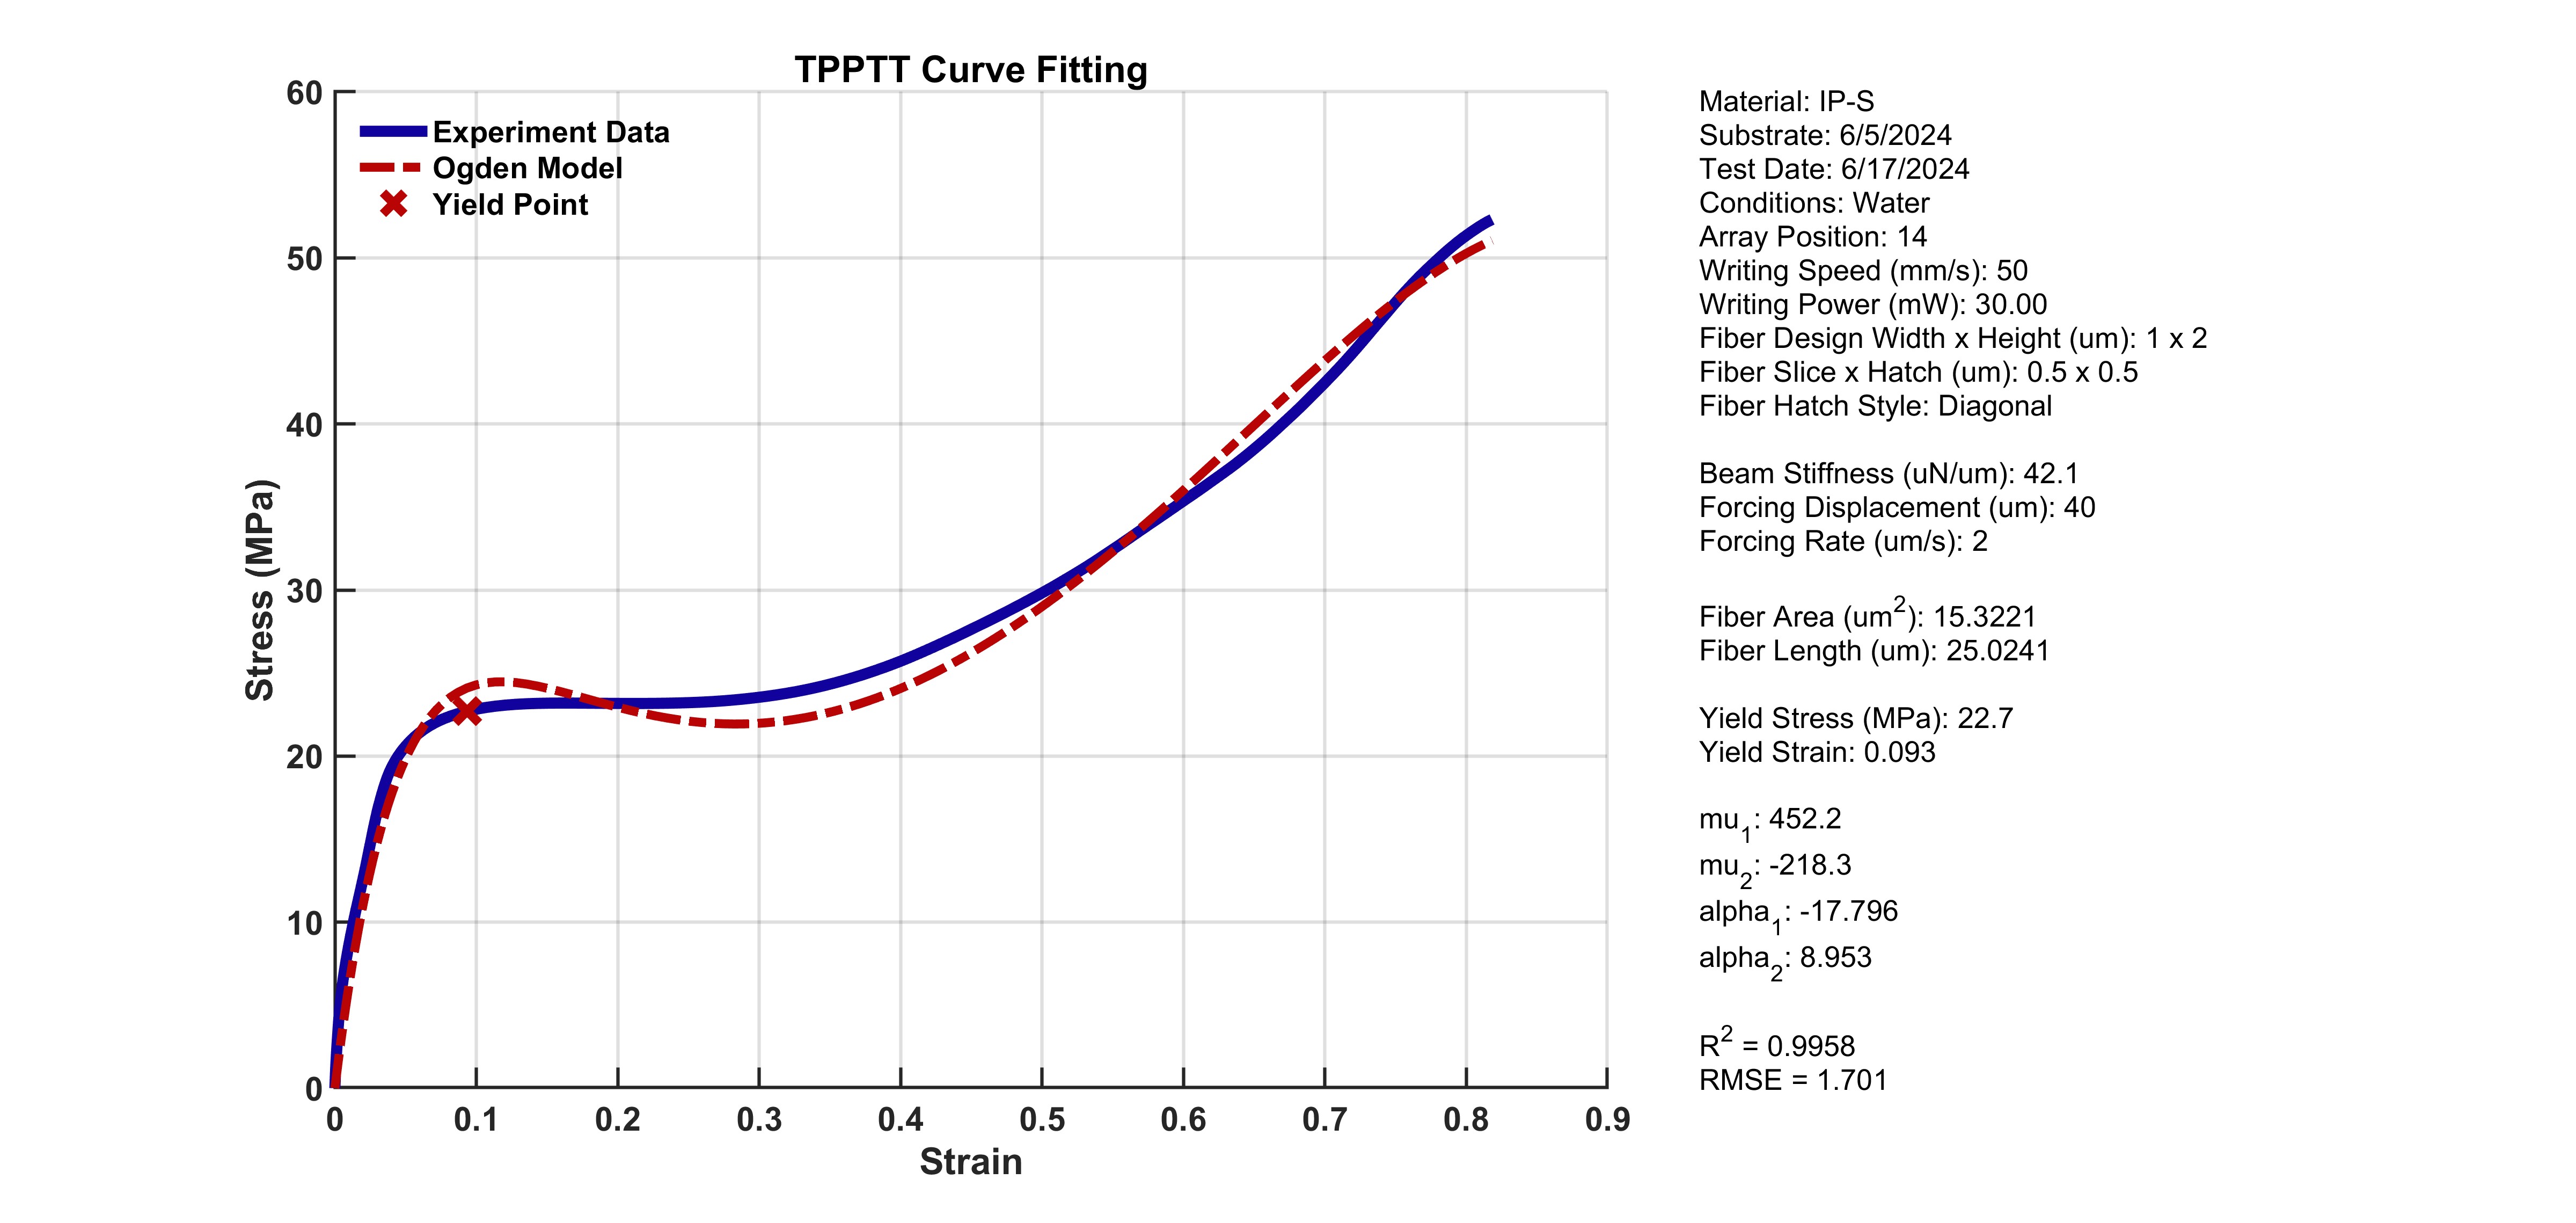 TPPTT Curve Fitting
60
50
40
30
20
10
0
Stress (MPa)
Experiment Data
Ogden Model
Yield Point
0 0.1 0.2 0.3 0.4 0.5 0.6 0.7 0.8 0.9
Strain
Material: IP-S
Substrate: 6/5/2024
Test Date: 6/17/2024
Conditions: Water
Array Position: 14
Writing Speed (mm/s): 50
Writing Power (mW): 30.00
Fiber Design Width x Height (um): 1 x 2
Fiber Slice x Hatch (um): 0.5 x 0.5
Fiber Hatch Style: Diagonal
Beam Stiffness (uN/um): 42.1
Forcing Displacement (um): 40
Forcing Rate (um/s): 2
Fiber Area (um²): 15.3221
Fiber Length (um): 25.0241
Yield Stress (MPa): 22.7
Yield Strain: 0.093
mu₁: 452.2
mu₂: -218.3
alpha₁: -17.796
alpha₂: 8.953
R² = 0.9958
RMSE = 1.701